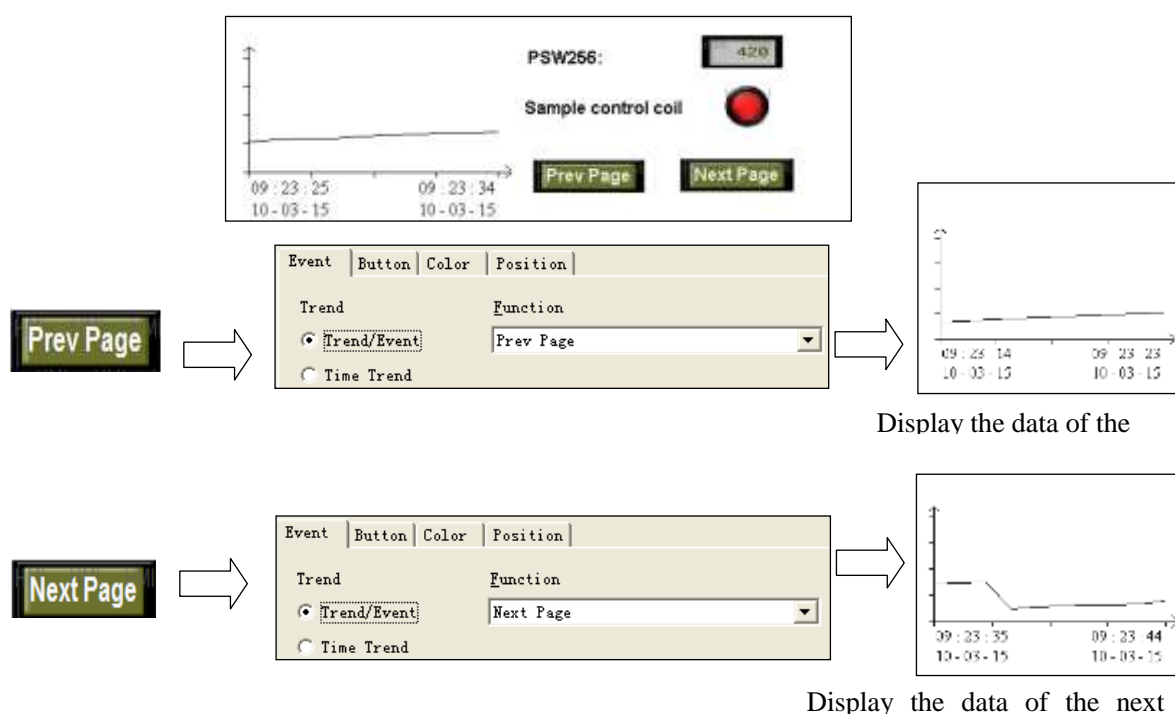 PSW256:
420
Sample control coil
Prev Page
Next Page
09 : 23 : 25
09 : 23 : 34
10 - 03 - 15
10 - 03 - 15
Event Button Color Position
Trend
Function
Prev Page
Trend/Event
Prev Page
Time Trend
09 : 23 14
09 23 23
10 - 03 - 15
10 - 03 - 15
Display the data of the
Event Button Color Position
Trend
Function
Next Page
Trend/Event
Next Page
Time Trend
09 : 23 : 35
09 : 23 : 44
10 - 03 - 15
10 - 03 - 15
Display the data of the next